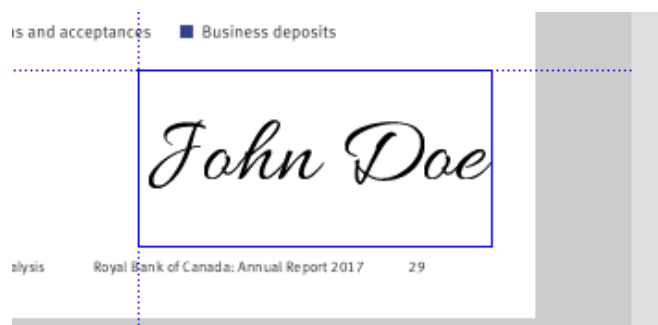 s and acceptances Business deposits
John Doe
alysis Royal Bank of Canada: Annual Report 2017 29